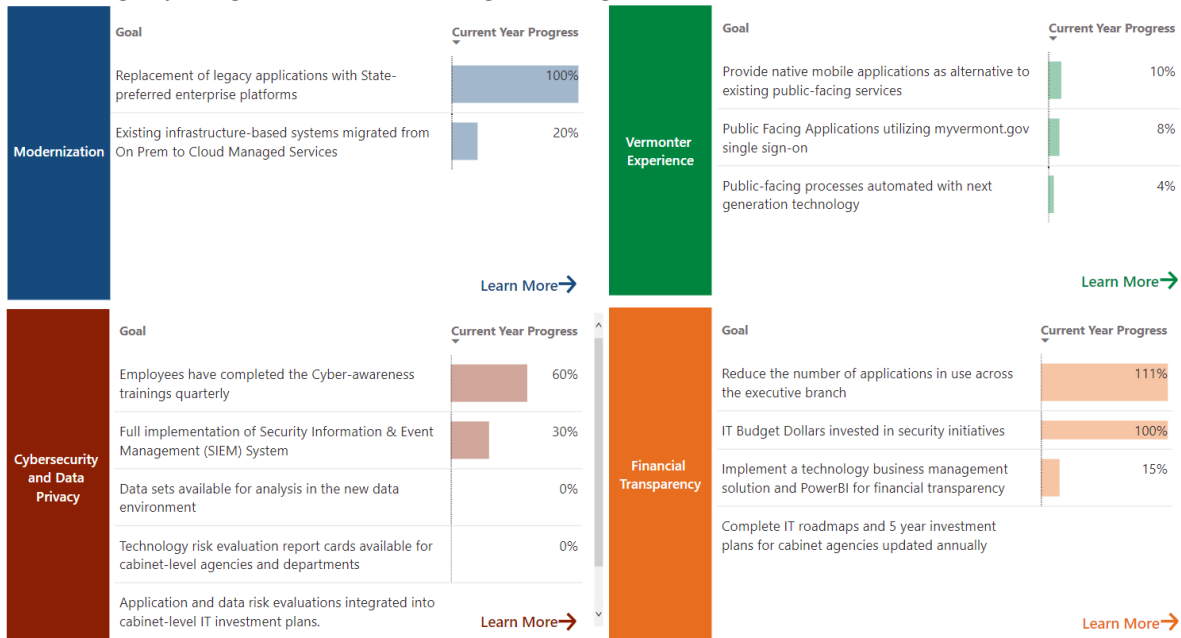 Modernization
Goal
Current Year Progress
Replacement of legacy applications with State-
preferred enterprise platforms
100%
Existing infrastructure-based systems migrated from
On Prem to Cloud Managed Services
20%
Learn More
Vermonter
Experience
Goal
Current Year Progress
Provide native mobile applications as alternative to
existing public-facing services
10%
Public Facing Applications utilizing myvermont.gov
single sign-on
8%
Public-facing processes automated with next
generation technology
4%
Learn More
Cybersecurity
and Data
Privacy
Goal
Current Year Progress
Employees have completed the Cyber-awareness
trainings quarterly
60%
Full implementation of Security Information & Event
Management (SIEM) System
30%
Data sets available for analysis in the new data
environment
0%
Technology risk evaluation report cards available for
cabinet-level agencies and departments
0%
Application and data risk evaluations integrated into
cabinet-level IT investment plans.
Learn More
Financial
Transparency
Goal
Current Year Progress
Reduce the number of applications in use across
the executive branch
111%
IT Budget Dollars invested in security initiatives
100%
Implement a technology business management
solution and PowerBI for financial transparency
15%
Complete IT roadmaps and 5 year investment
plans for cabinet agencies updated annually
Learn More